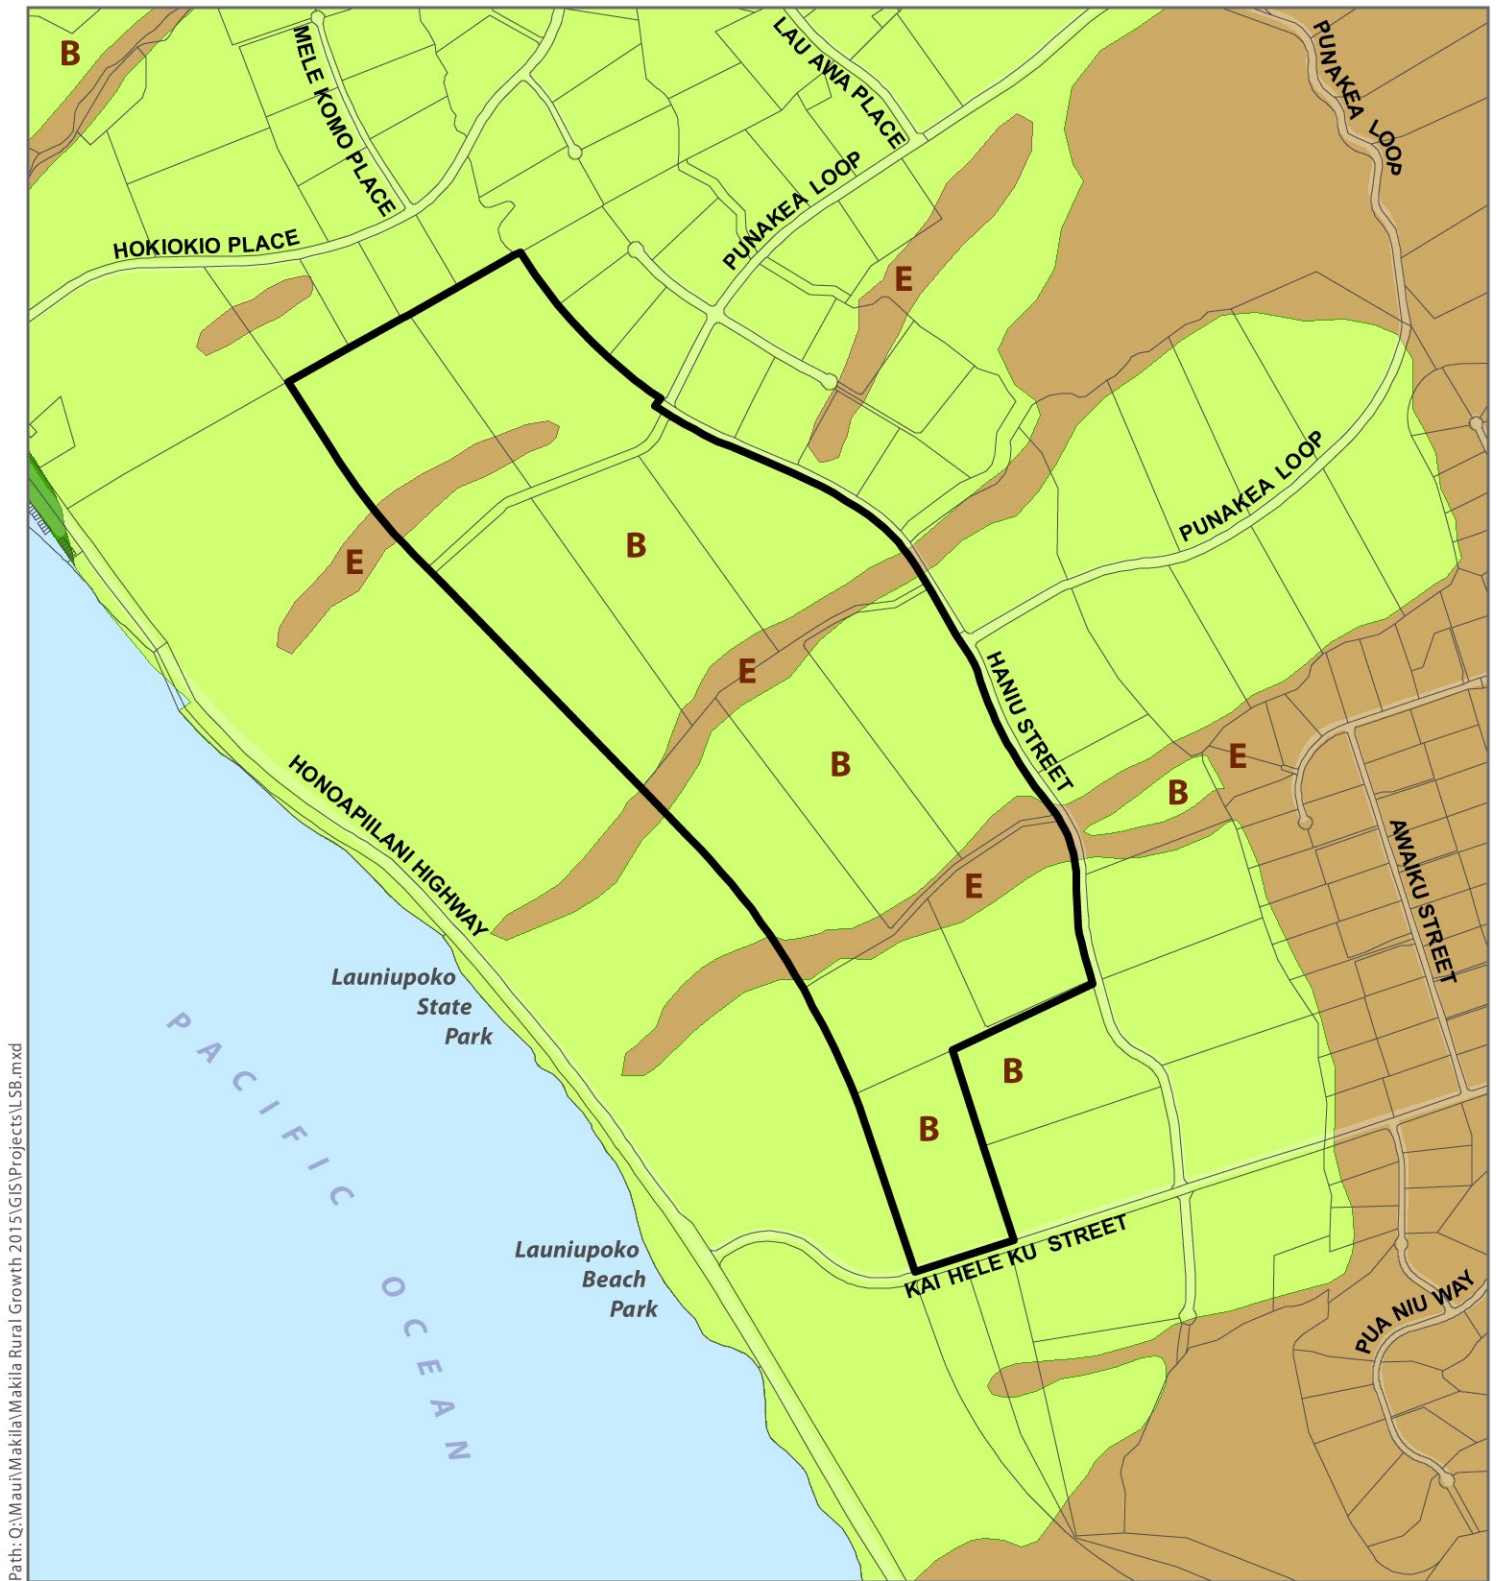 B
MELE KOMO PLACE
LAU AWA PLACE
PUNAKEA LOOP
PUNAKEA LOOP
HOKIOKIO PLACE
E
PUNAKEA LOOP
B
E
E
HANIU STREET
B
E
B
HONOAPIILANI HIGHWAY
AWAIKU STREET
E
Launiupoko
State
Park
B
B
PACIFIC OCEAN
Launiupoko
Beach
Park
KAI HELE KU STREET
PUA NIU WAY
Path: Q:\Maui\Makila\Makila Rural Growth 2015\GIS\Projects\LSB.mxd